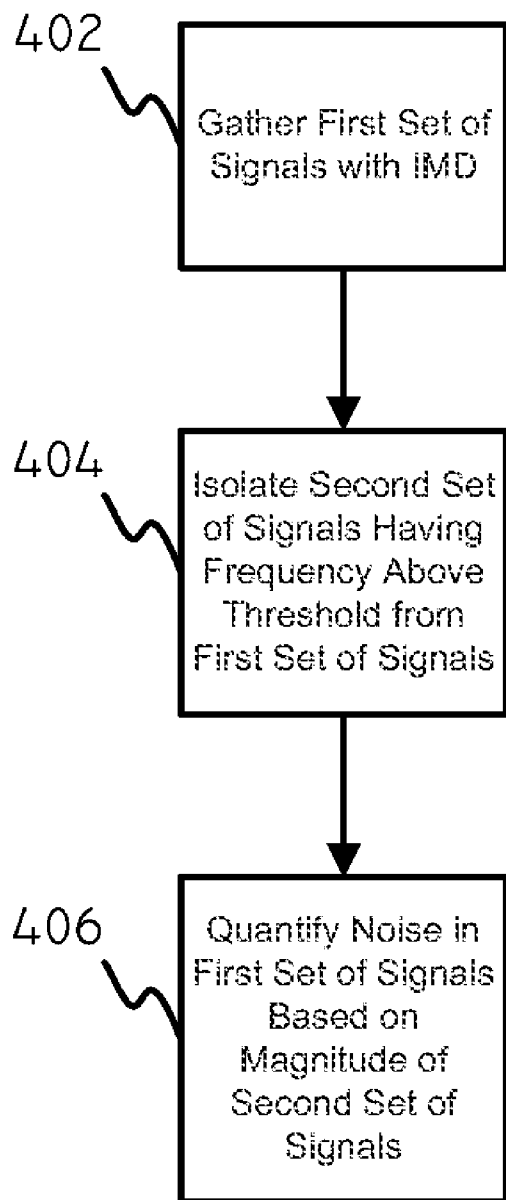 402
Gather First Set of
Signals with IMD
404
Isolate Second Set
of Signals Having
Frequency Above
Threshold from
First Set of Signals
406
Quantify Noise in
First Set of Signals
Based on
Magnitude of
Second Set of
Signals